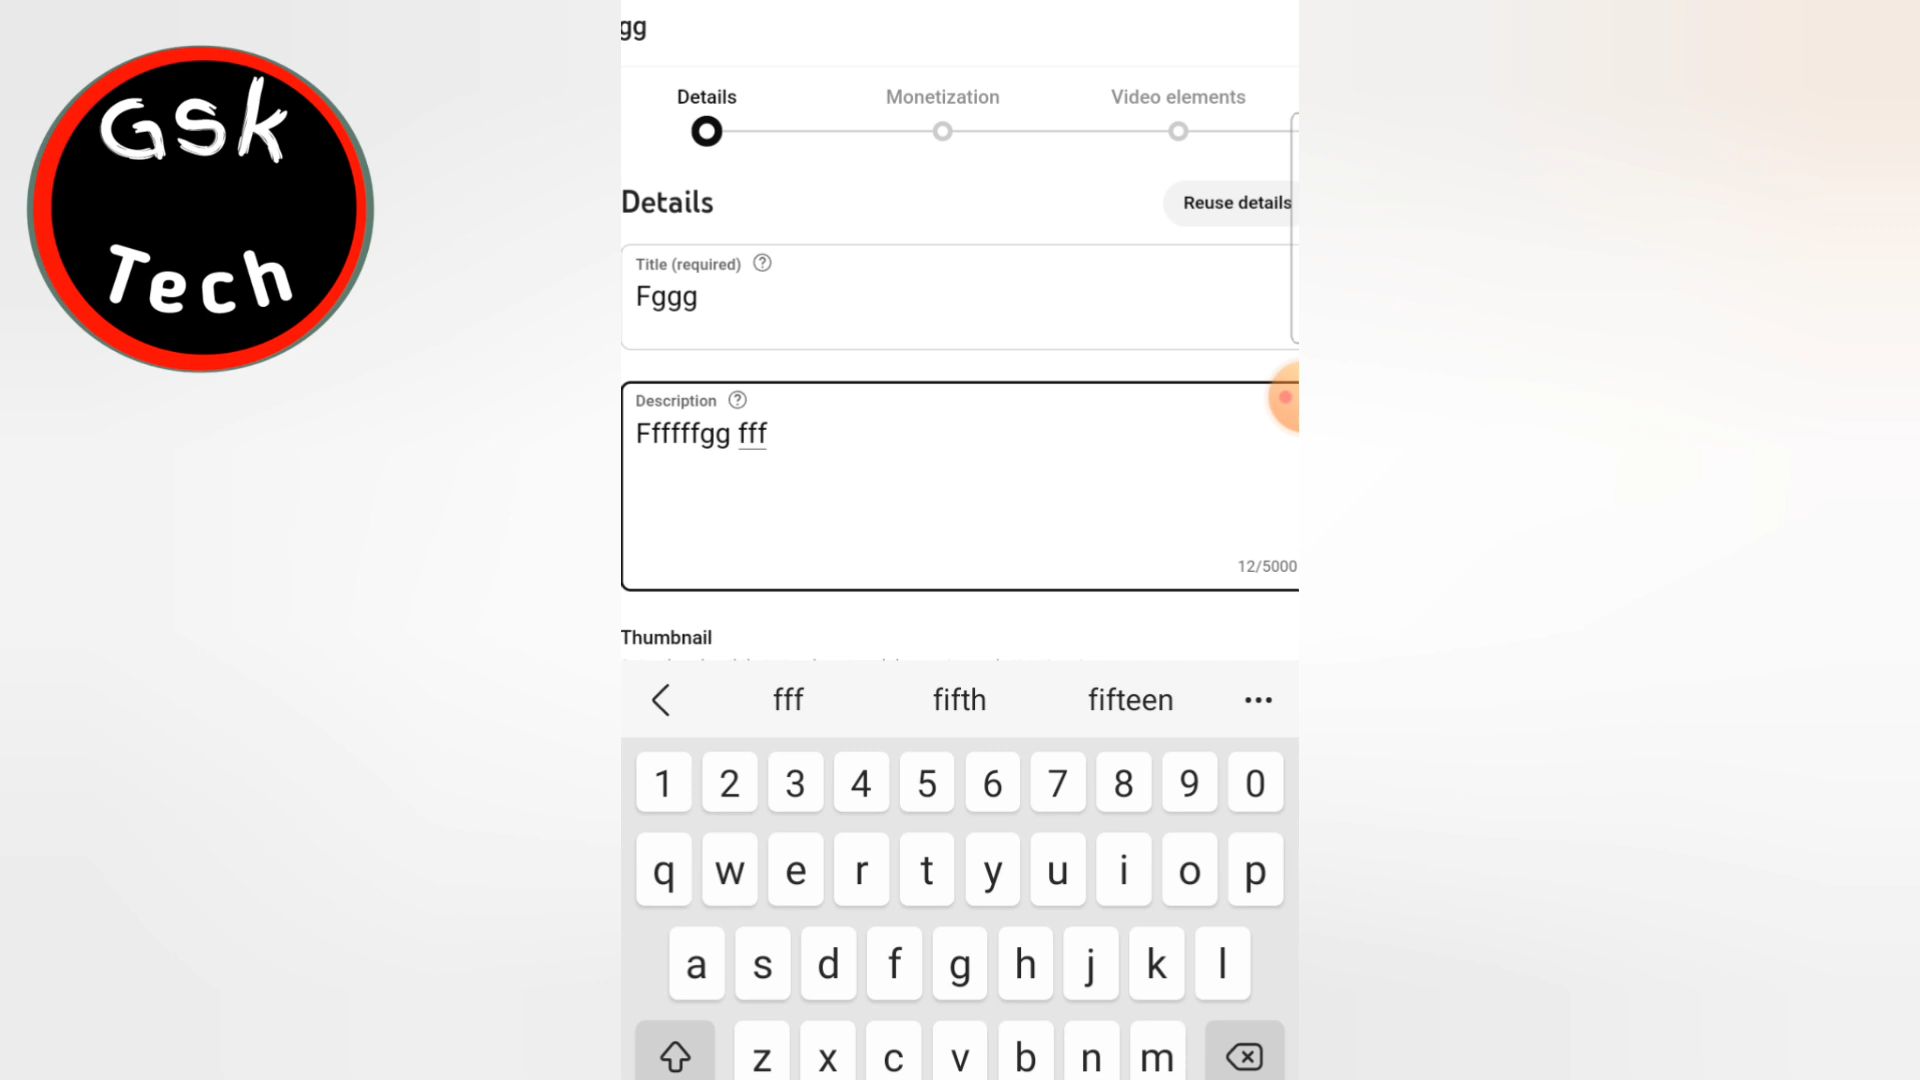 Gsk
Tech
gg
Details
Monetization
Video elements
Details
Reuse details
Title (required)
Fggg
Description
Ffffffgg fff
12/5000
Thumbnail
fff
fifth
fifteen
1 2 3 4 5 6 7 8 9 0
q w e r t y u i o p
a s d f g h j k l
z x c v b n m